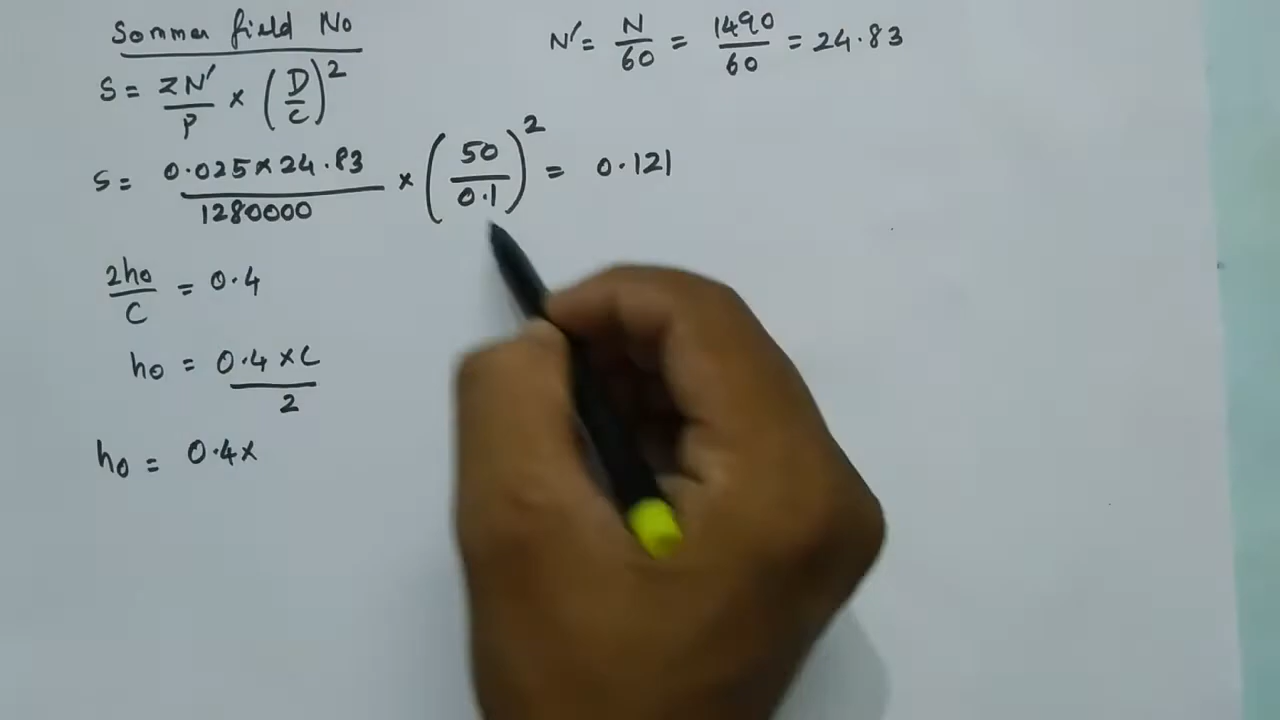 Sommer field No
N' = N/60 = 1490/60 = 24.83
S = ZN'/P × (D/C)²
S = 0.025×24.83/1280000 × (50/0.1)² = 0.121
2ho/C = 0.4
ho = 0.4×C/2
ho = 0.4×